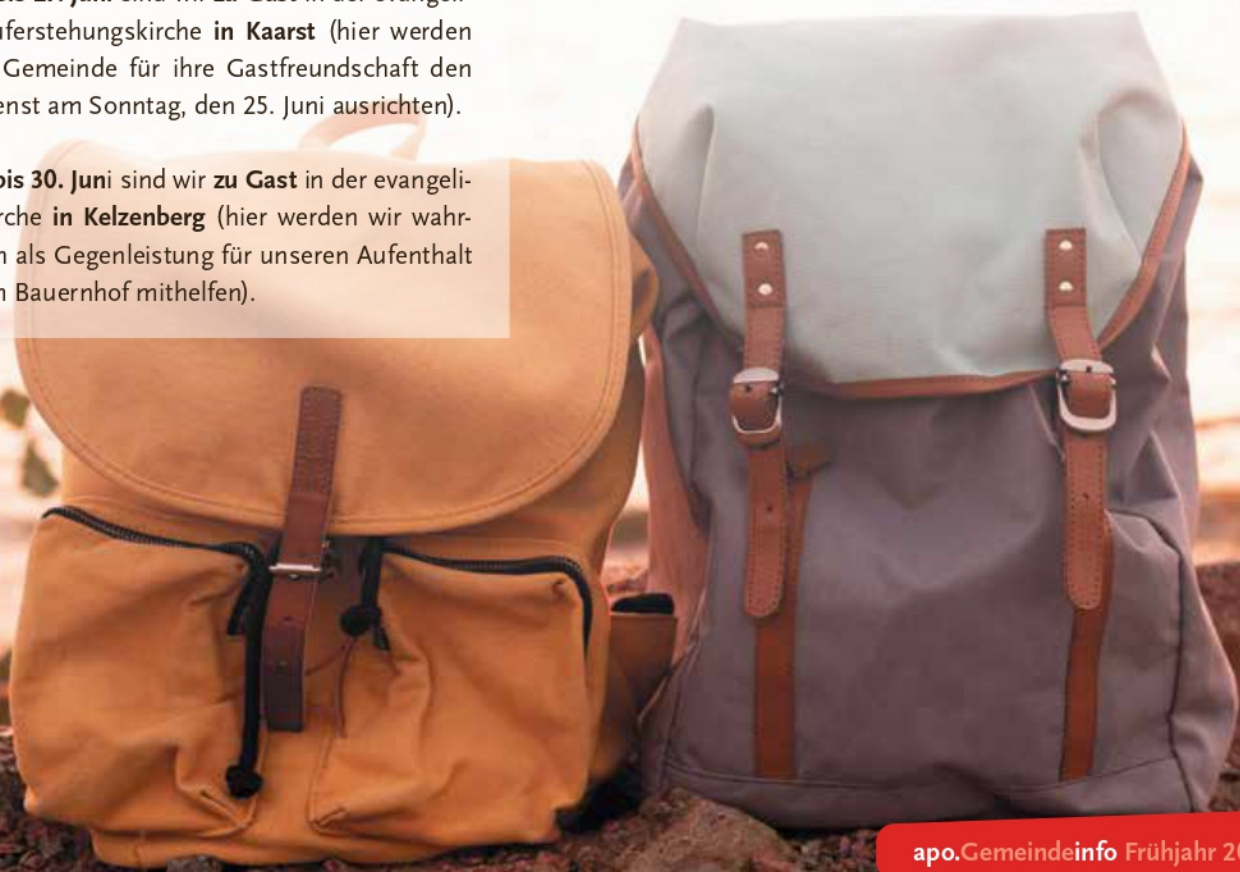 uferstehungskirche in Kaarst (hier werden
Gemeinde für ihre Gastfreundschaft den
enst am Sonntag, den 25. Juni ausrichten).
bis 30. Juni sind wir zu Gast in der evangeli-
rche in Kelzenberg (hier werden wir wahr-
n als Gegenleistung für unseren Aufenthalt
n Bauernhof mithelfen).
apo.Gemeindeinfo Frühjahr 20